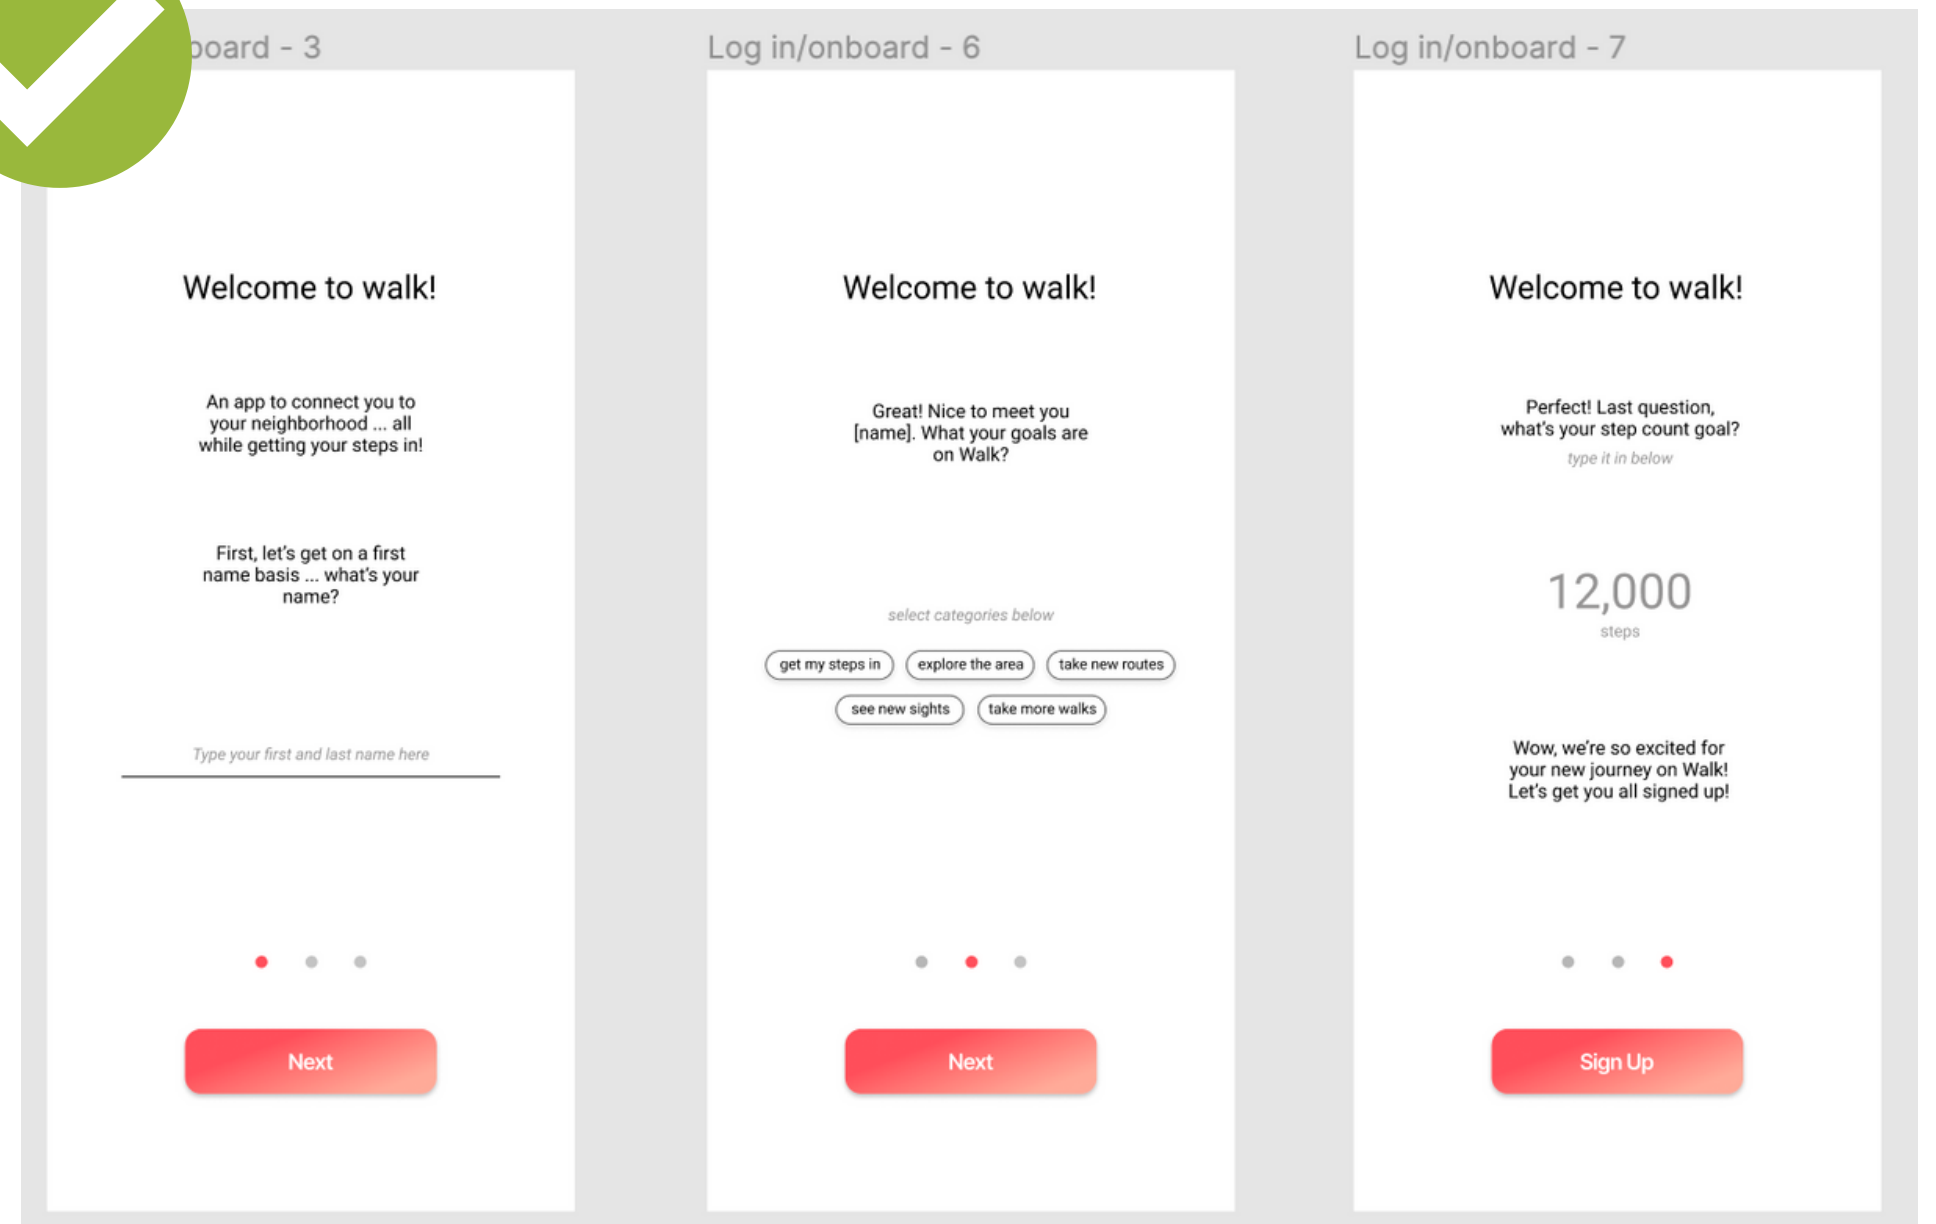 board - 3
Welcome to walk!
An app to connect you to
your neighborhood ... all
while getting your steps in!
First, let's get on a first
name basis ... what's your
name?
Type your first and last name here
Next
Log in/onboard - 6
Welcome to walk!
Great! Nice to meet you
[name]. What your goals are
on Walk?
select categories below
get my steps in
explore the area
take new routes
see new sights
take more walks
Next
Log in/onboard - 7
Welcome to walk!
Perfect! Last question,
what's your step count goal?
type it in below
12,000
steps
Wow, we're so excited for
your new journey on Walk!
Let's get you all signed up!
Sign Up